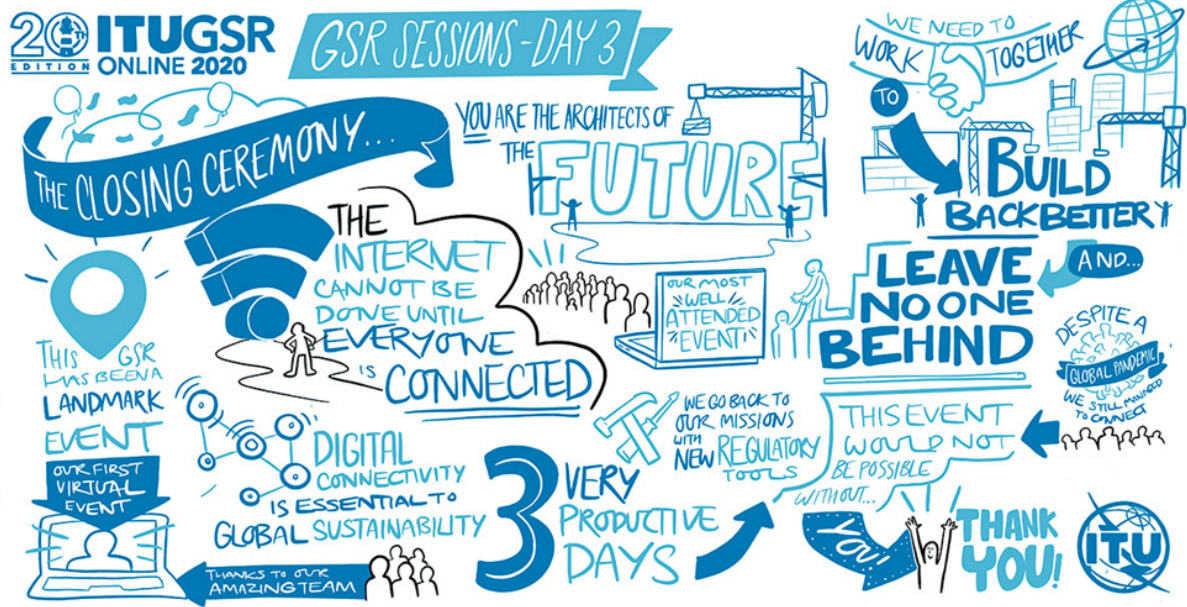 20TH
EDITION
ITUGSR
ONLINE 2020
GSR SESSIONS - DAY 3
THE CLOSING CEREMONY...
YOU ARE THE ARCHITECTS OF
THE FUTURE
WE NEED TO
WORK TOGETHER
TO
BUILD
BACK BETTER
AND...
LEAVE
NO ONE
BEHIND
THE
INTERNET
CANNOT BE
DONE UNTIL
EVERYONE
IS
CONNECTED
OUR MOST
WELL
ATTENDED
EVENT
DESPITE A
GLOBAL PANDEMIC
WE STILL MANAGED
TO CONNECT
THIS GSR
HAS BEEN A
LANDMARK
EVENT
OUR FIRST
VIRTUAL
EVENT
THANKS TO OUR
AMAZING TEAM
DIGITAL
CONNECTIVITY
IS ESSENTIAL TO
GLOBAL SUSTAINABILITY
3 VERY
PRODUCTIVE
DAYS
WE GO BACK TO
OUR MISSIONS
WITH
NEW REGULATORY
TOOLS
THIS EVENT
WOULD NOT
BE POSSIBLE
WITHOUT...
YOU!
THANK
YOU!
ITU